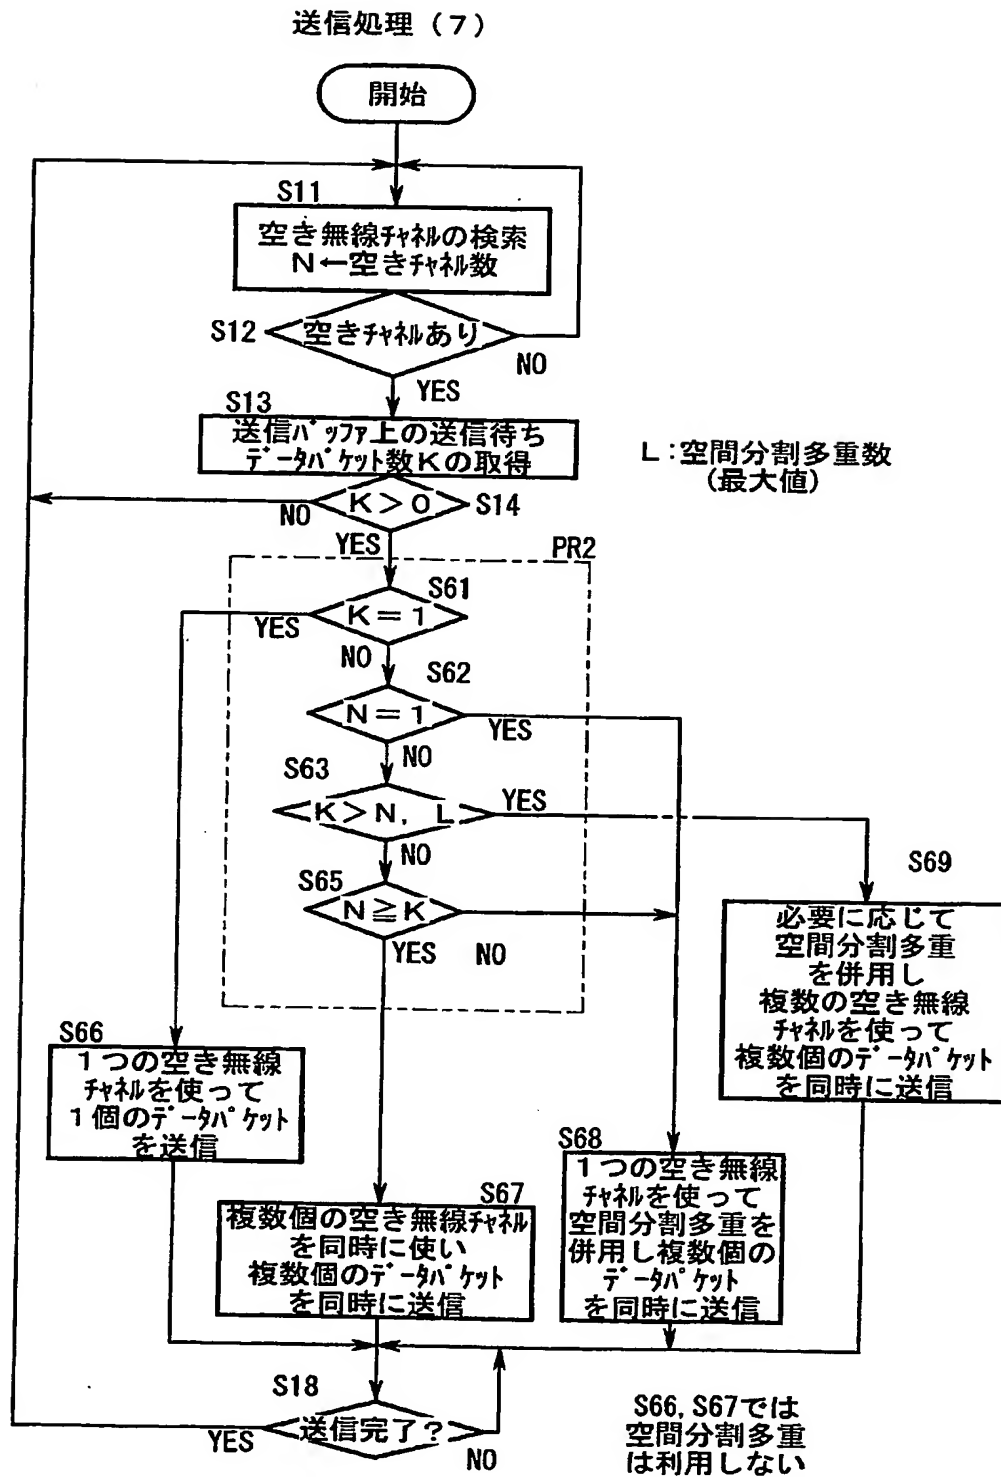 送信処理（７）
開始
S11
空き無線ﾁｬﾈﾙの検索
N←空きﾁｬﾈﾙ数
S12
空きﾁｬﾈﾙあり
NO
YES
S13
送信ﾊﾞｯﾌｧ上の送信待ち
ﾃﾞｰﾀﾊﾟｹｯﾄ数Kの取得
L:空間分割多重数
(最大値)
K>0
S14
NO
YES
PR2
S61
K=1
YES
NO
S62
N=1
YES
NO
S63
K>N, L
YES
NO
S65
N≧K
YES
NO
S69
必要に応じて
空間分割多重
を併用し
複数の空き無線
ﾁｬﾈﾙを使って
複数個のﾃﾞｰﾀﾊﾟｹｯﾄ
を同時に送信
S66
1つの空き無線
ﾁｬﾈﾙを使って
1個のﾃﾞｰﾀﾊﾟｹｯﾄ
を送信
S67
複数個の空き無線ﾁｬﾈﾙ
を同時に使い
複数個のﾃﾞｰﾀﾊﾟｹｯﾄ
を同時に送信
S68
1つの空き無線
ﾁｬﾈﾙを使って
空間分割多重を
併用し複数個の
ﾃﾞｰﾀﾊﾟｹｯﾄ
を同時に送信
S18
送信完了?
YES
NO
S66, S67では
空間分割多重
は利用しない